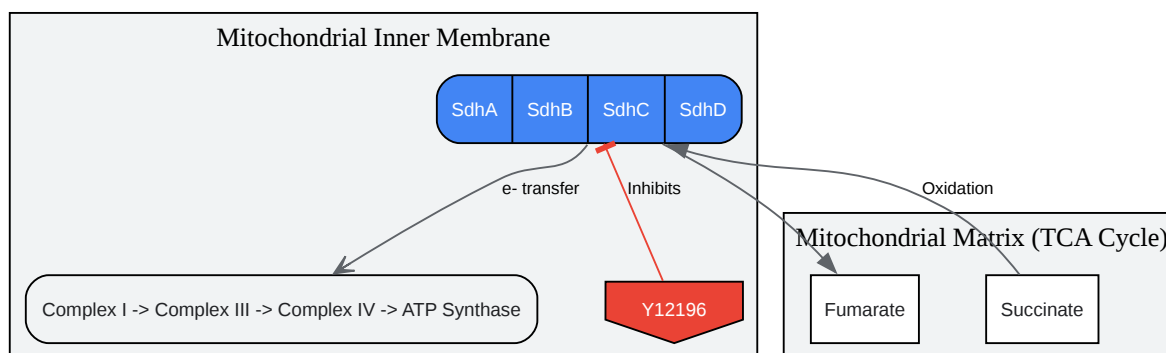 Mitochondrial Inner Membrane
SdhA SdhB SdhC SdhD
e- transfer
Inhibits
Oxidation
Mitochondrial Matrix (TCA Cycle)
Complex I -> Complex III -> Complex IV -> ATP Synthase
Y12196
Fumarate
Succinate